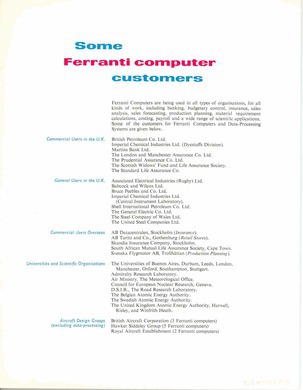 Some
Ferranti computer
customers
Ferranti Computers are being used in all types of organisations, for all
kinds of work, including banking, budgetary control, insurance, sales
analysis, sales forecasting, production planning, material requirement
calculations, costing, payroll and a wide range of scientific applications.
Some of the customers for Ferranti Computers and Data-Processing
Systems are given below.
Commercial Users in the U.K.
British Petroleum Co. Ltd.
Imperial Chemical Industries Ltd. (Dyestuffs Division).
Martins Bank Ltd.
The London and Manchester Assurance Co. Ltd.
The Prudential Assurance Co. Ltd.
The Scottish Widows' Fund and Life Assurance Society.
The Standard Life Assurance Co.
General Users in the U.K.
Associated Electrical Industries (Rugby) Ltd.
Babcock and Wilcox Ltd.
Bruce Peebles and Co. Ltd.
Imperial Chemical Industries Ltd.
(Central Instrument Laboratory).
Shell International Petroleum Co. Ltd.
The General Electric Co. Ltd.
The Steel Company of Wales Ltd.
The United Steel Companies Ltd.
Commercial Users Overseas
AB Datacentralen, Stockholm (Insurance).
AB Turitz and Co., Gothenburg (Retail Stores).
Skandia Insurance Company, Stockholm.
South African Mutual Life Assurance Society, Cape Town.
Svenska Flygmotor AB, Trollhättan (Production Planning).
Universities and Scientific Organisations
The Universities of Buenos Aires, Durham, Leeds, London,
Manchester, Oxford, Southampton, Stuttgart.
Admiralty Research Laboratory.
Air Ministry, The Meteorological Office.
Council for European Nuclear Research, Geneva.
D.S.I.R., The Road Research Laboratory.
The Belgian Atomic Energy Authority.
The Swedish Atomic Energy Authority.
The United Kingdom Atomic Energy Authority, Harwell,
Risley, and Winfrith Heath.
Aircraft Design Groups
(excluding data-processing)
British Aircraft Corporation (3 Ferranti computers)
Hawker Siddeley Group (5 Ferranti computers)
Royal Aircraft Establishment (2 Ferranti computers)